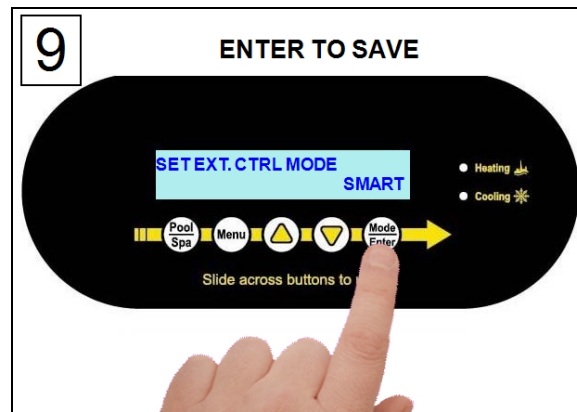 9
ENTER TO SAVE
SET EXT. CTRL MODE
SMART
Heating
Cooling
Pool
Spa
Menu
Mode
Enter
Slide across buttons to